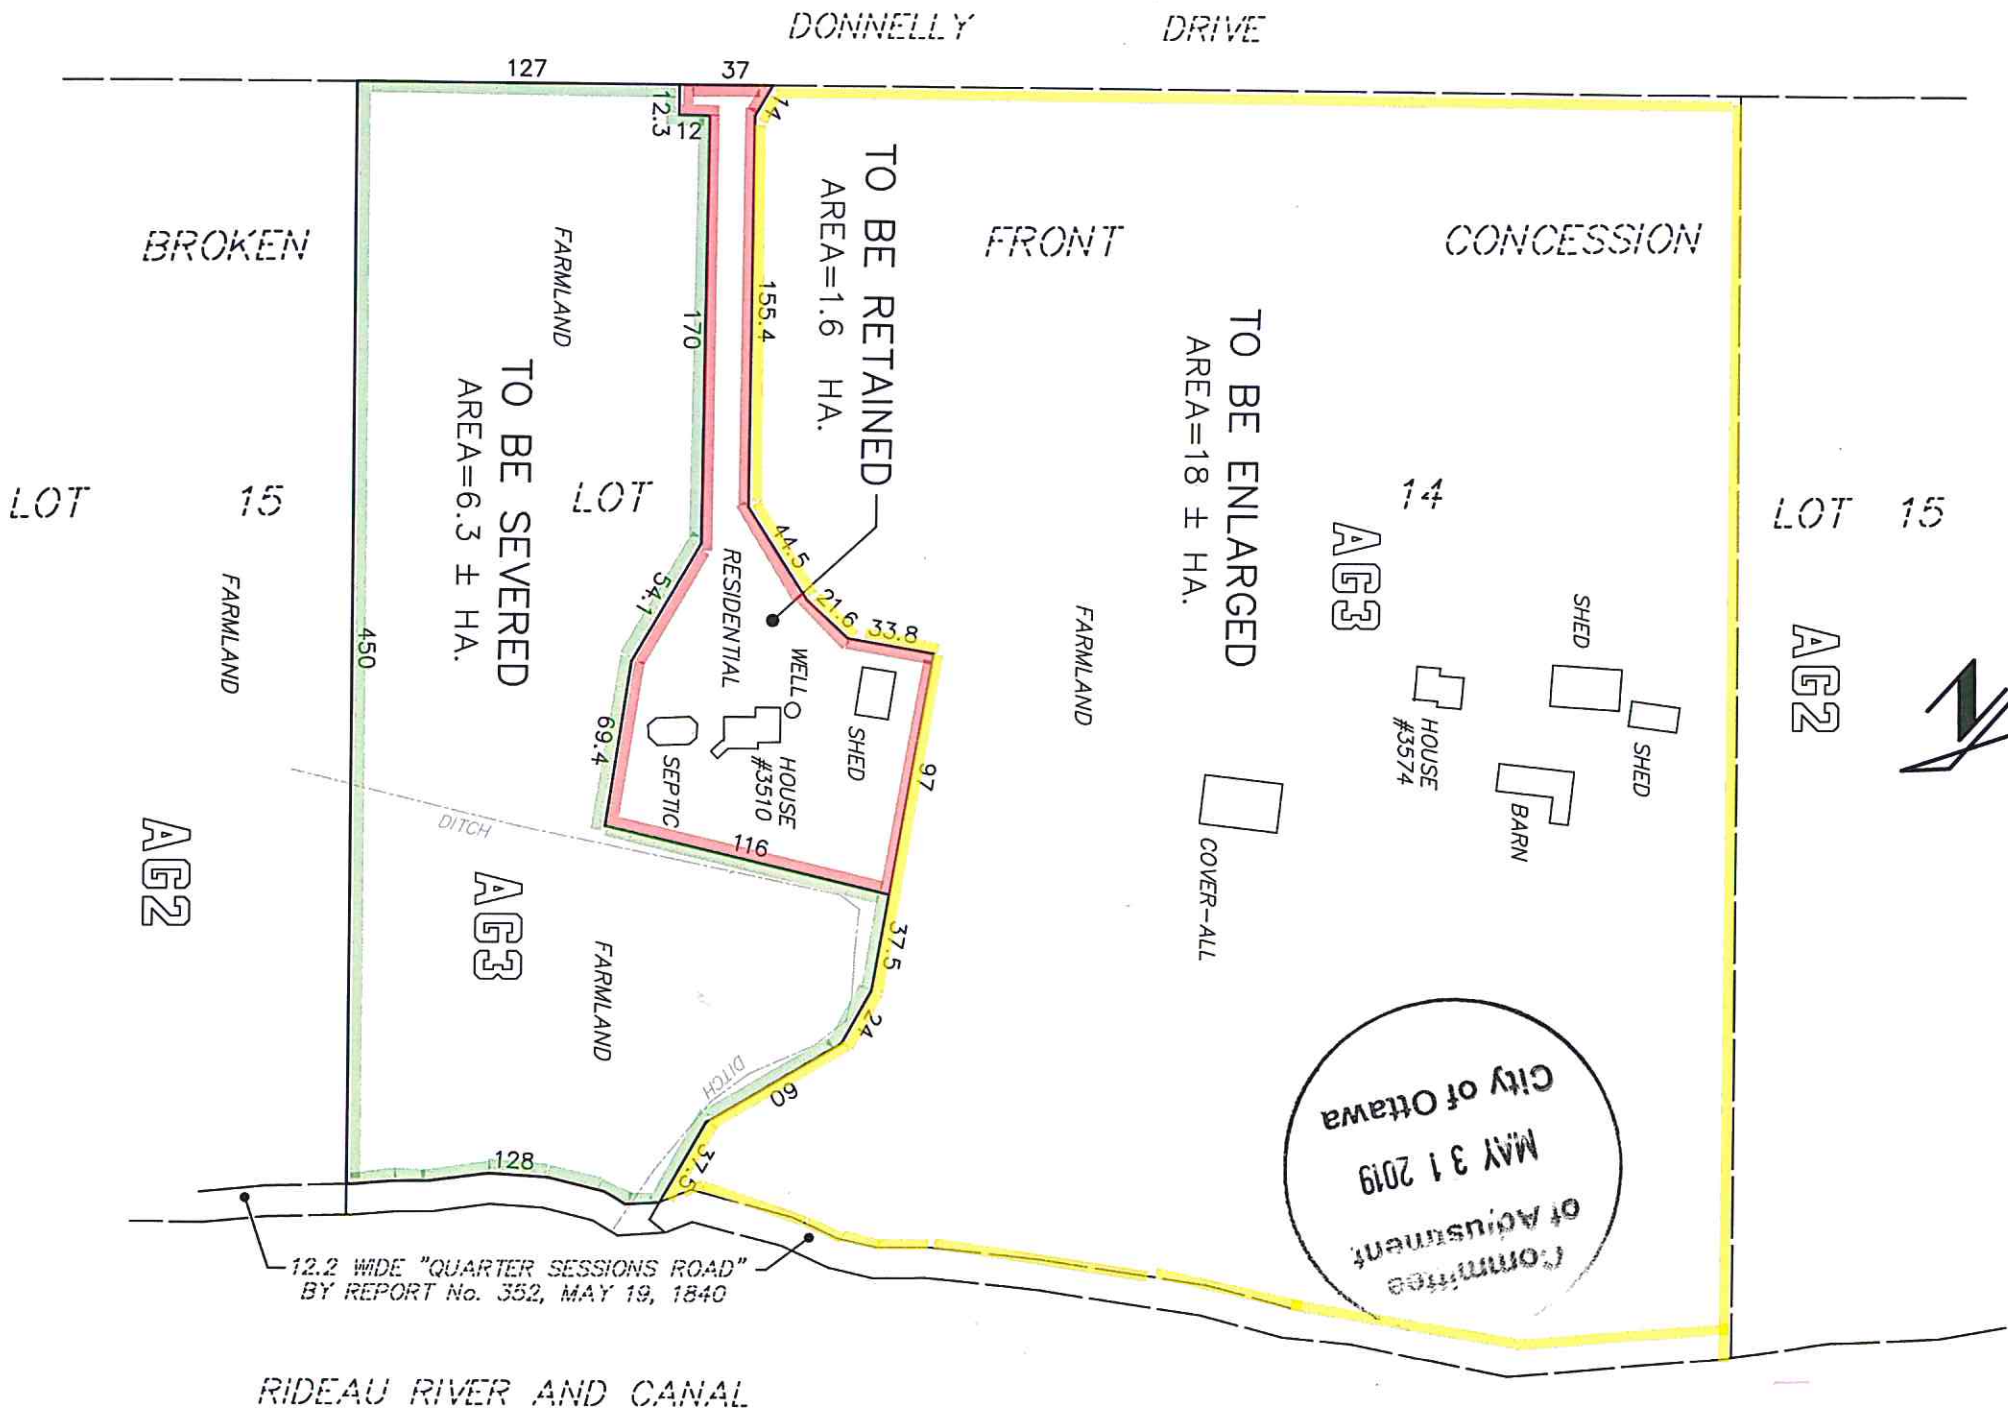 DONNELLY DRIVE
127
37
14
12.3
12
BROKEN FRONT CONCESSION
TO BE RETAINED
AREA=1.6 HA.
FARMLAND
170
155.4
TO BE SEVERED
AREA=6.3 ± HA.
TO BE ENLARGED
AREA=18 ± HA.
LOT 15
LOT 14
LOT 15
AG3
AG2
FARMLAND
450
54.1
69.4
44.5
21.6
33.8
97
RESIDENTIAL
WELL
SHED
HOUSE
#3510
SEPTIC
116
FARMLAND
SHED
SHED
HOUSE
#3574
BARN
COVER-ALL
DITCH
AG2
AG3
FARMLAND
37.5
24
60
DITCH
37.5
128
12.2 WIDE "QUARTER SESSIONS ROAD"
BY REPORT No. 352, MAY 19, 1840
Committee
of Adjustment
MAY 31 2019
City of Ottawa
RIDEAU RIVER AND CANAL